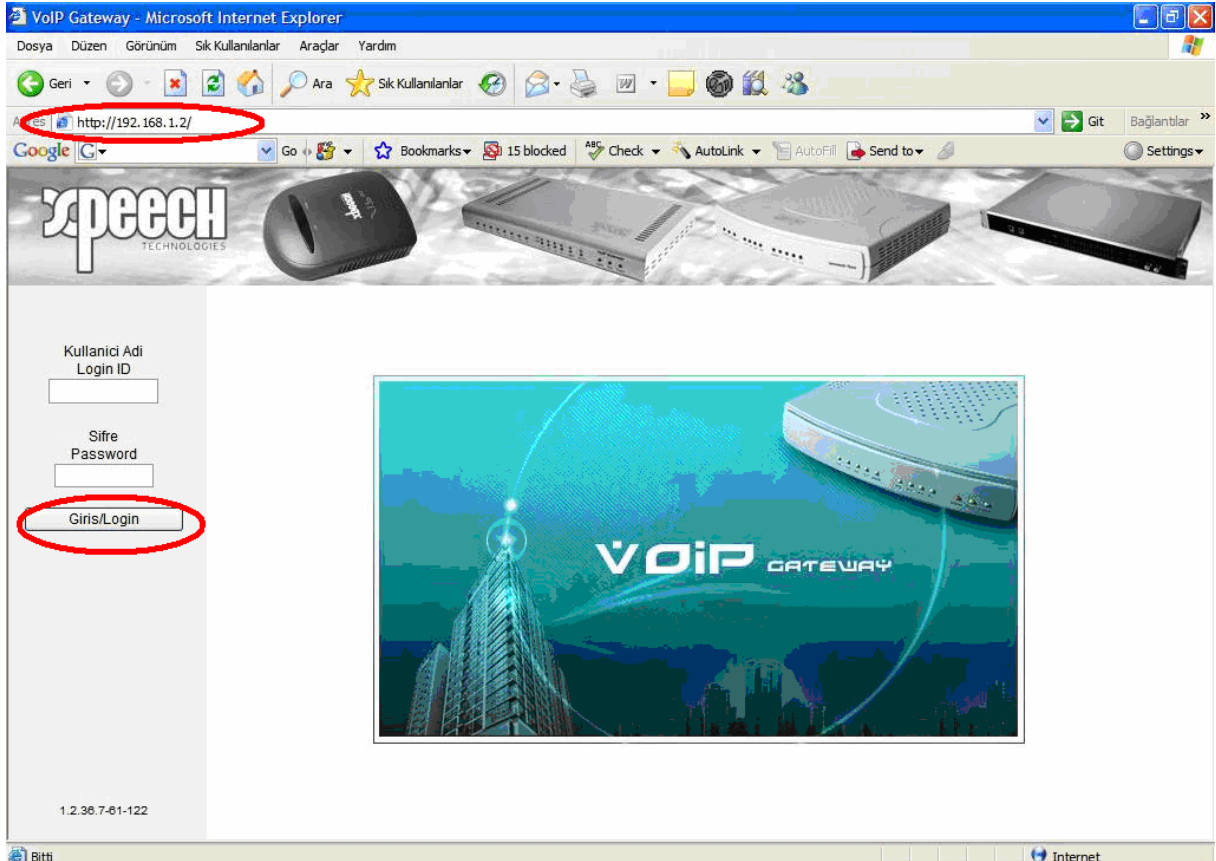 VoIP Gateway - Microsoft Internet Explorer
Dosya Düzen Görünüm Sık Kullanılanlar Araçlar Yardım
Geri Ara Sık Kullanılanlar
http://192.168.1.2/ Git Bağlantılar »
Google G Go Bookmarks 15 blocked ABC Check AutoLink AutoFill Send to Settings
xpeech
TECHNOLOGIES
Kullanici Adi
Login ID
Sifre
Password
Giris/Login
VOiP GATEWAY
1.2.36.7-61-122
Bitti Internet